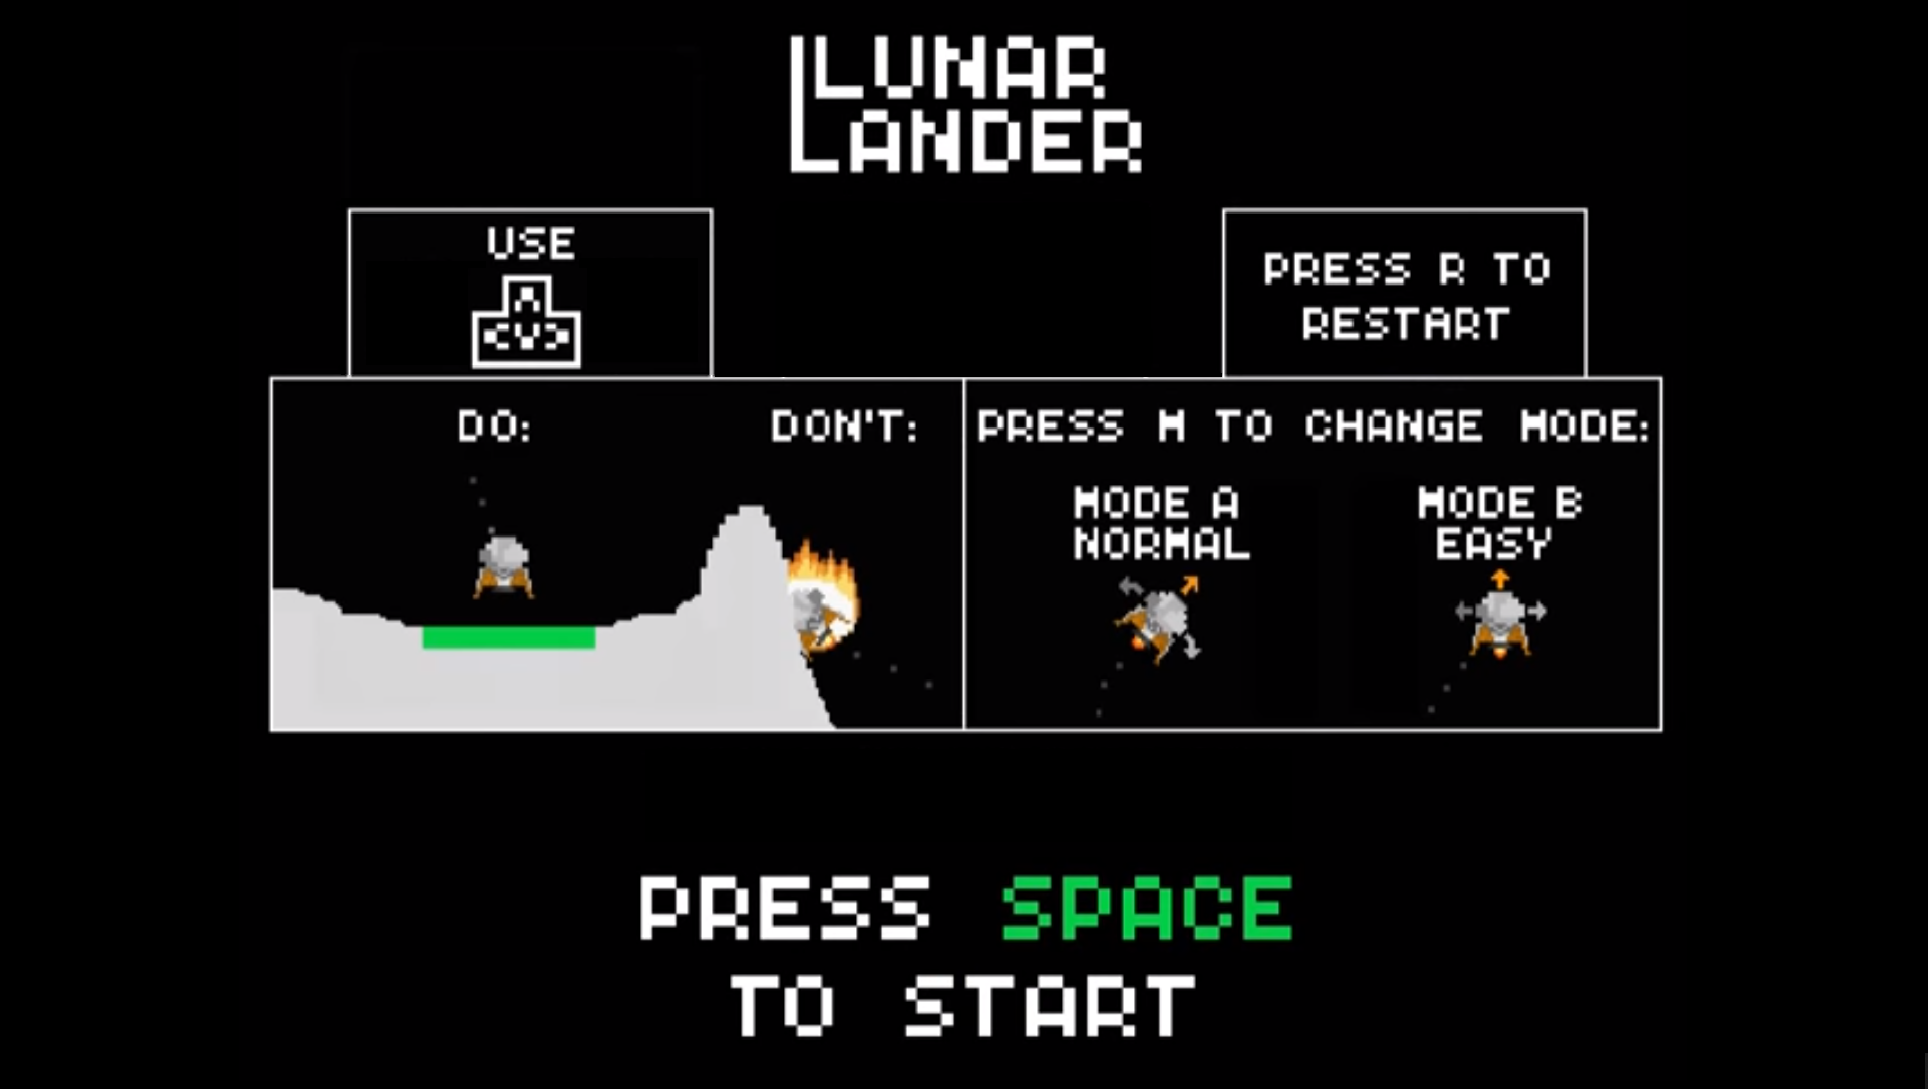 LUNAR
LANDER
USE
PRESS R TO
RESTART
DO:
DON'T:
PRESS M TO CHANGE MODE:
MODE A
NORMAL
MODE B
EASY
PRESS SPACE
TO START